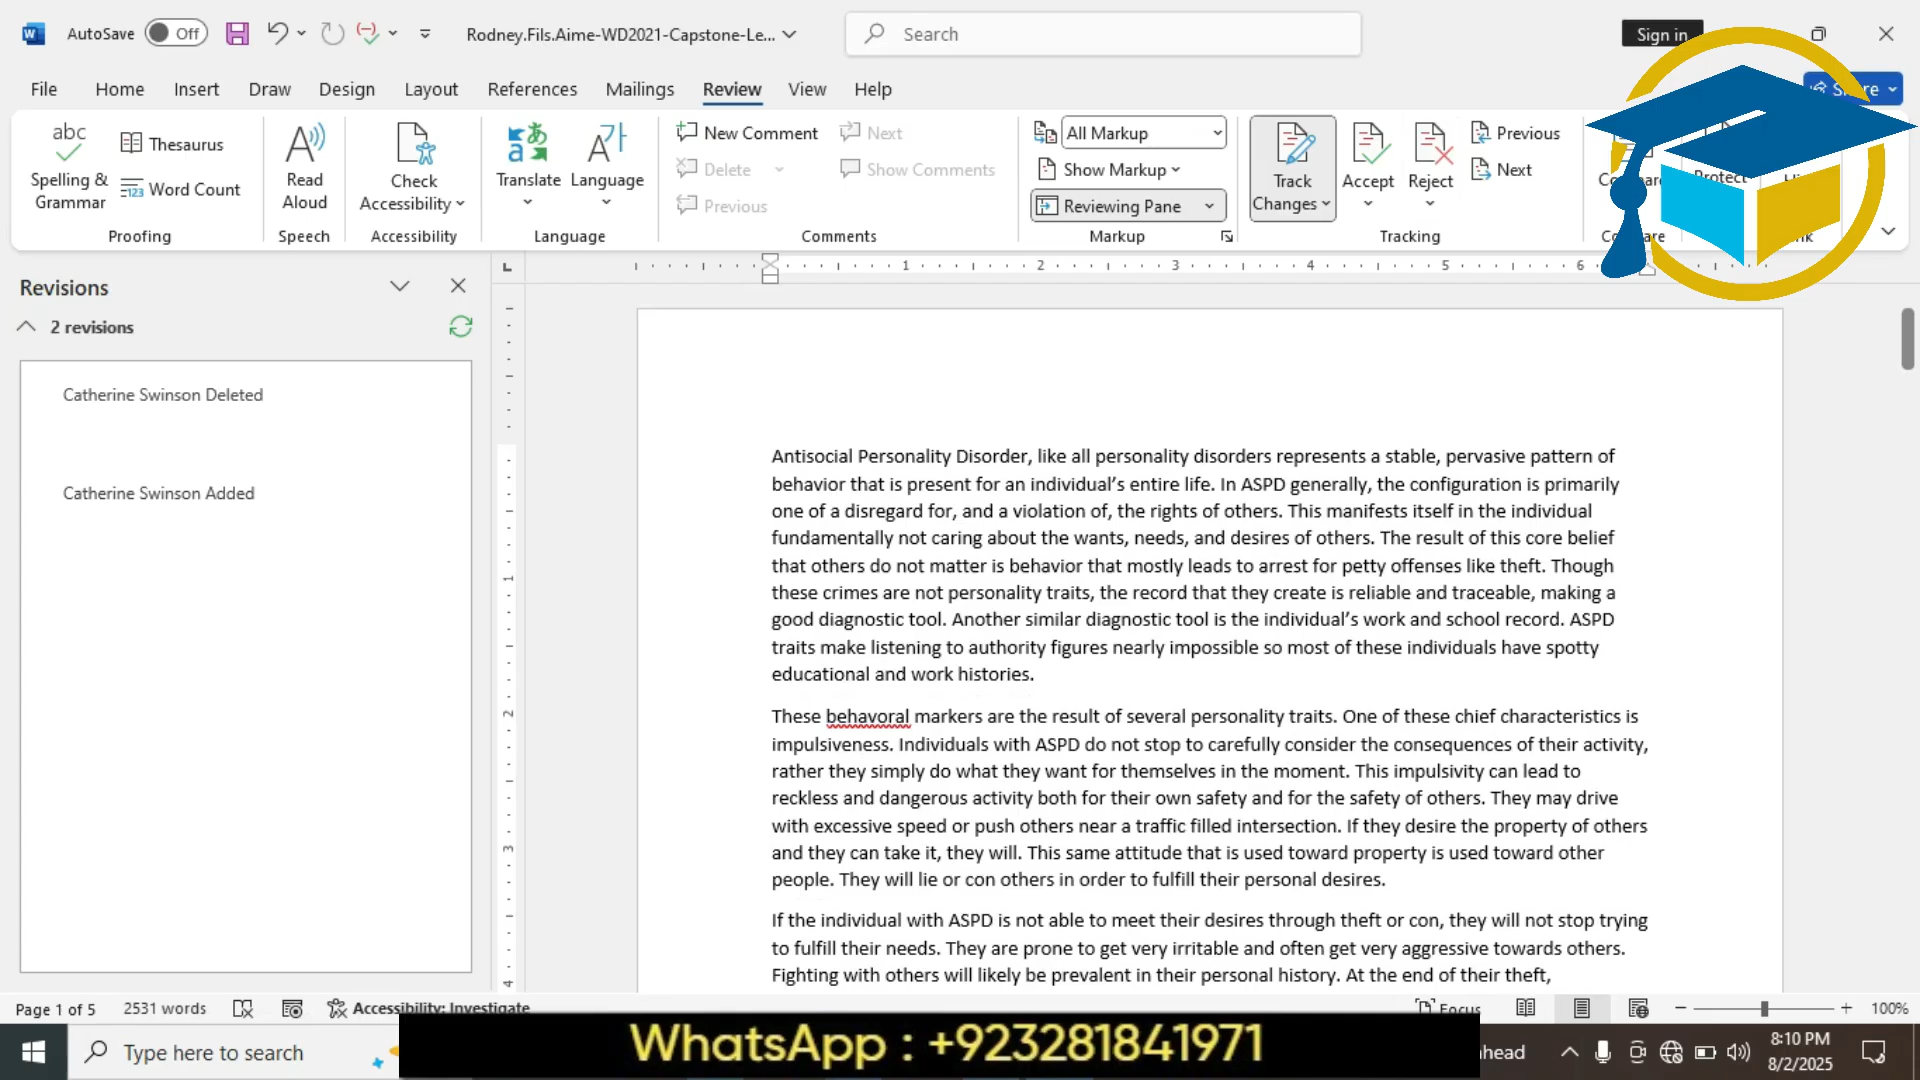 AutoSave Off Rodney.Fils.Aime-WD2021-Capstone-Le... Search Sign in
File Home Insert Draw Design Layout References Mailings Review View Help Share
abc
Spelling &
Grammar
Thesaurus
Word Count
Proofing
Read
Aloud
Speech
Check
Accessibility
Accessibility
Translate
Language
Language
New Comment
Delete
Previous
Next
Show Comments
Comments
All Markup
Show Markup
Reviewing Pane
Markup
Track
Changes
Accept
Reject
Previous
Next
Tracking
Protect
Revisions
2 revisions
Catherine Swinson Deleted
Catherine Swinson Added
1 2 3 4 5 6
1
2
3
4
Antisocial Personality Disorder, like all personality disorders represents a stable, pervasive pattern of
behavior that is present for an individual’s entire life. In ASPD generally, the configuration is primarily
one of a disregard for, and a violation of, the rights of others. This manifests itself in the individual
fundamentally not caring about the wants, needs, and desires of others. The result of this core belief
that others do not matter is behavior that mostly leads to arrest for petty offenses like theft. Though
these crimes are not personality traits, the record that they create is reliable and traceable, making a
good diagnostic tool. Another similar diagnostic tool is the individual’s work and school record. ASPD
traits make listening to authority figures nearly impossible so most of these individuals have spotty
educational and work histories.
These behavoral markers are the result of several personality traits. One of these chief characteristics is
impulsiveness. Individuals with ASPD do not stop to carefully consider the consequences of their activity,
rather they simply do what they want for themselves in the moment. This impulsivity can lead to
reckless and dangerous activity both for their own safety and for the safety of others. They may drive
with excessive speed or push others near a traffic filled intersection. If they desire the property of others
and they can take it, they will. This same attitude that is used toward property is used toward other
people. They will lie or con others in order to fulfill their personal desires.
If the individual with ASPD is not able to meet their desires through theft or con, they will not stop trying
to fulfill their needs. They are prone to get very irritable and often get very aggressive towards others.
Fighting with others will likely be prevalent in their personal history. At the end of their theft,
Page 1 of 5 2531 words Accessibility: Investigate Focus 100%
Type here to search
WhatsApp : +923281841971
ahead
8:10 PM
8/2/2025